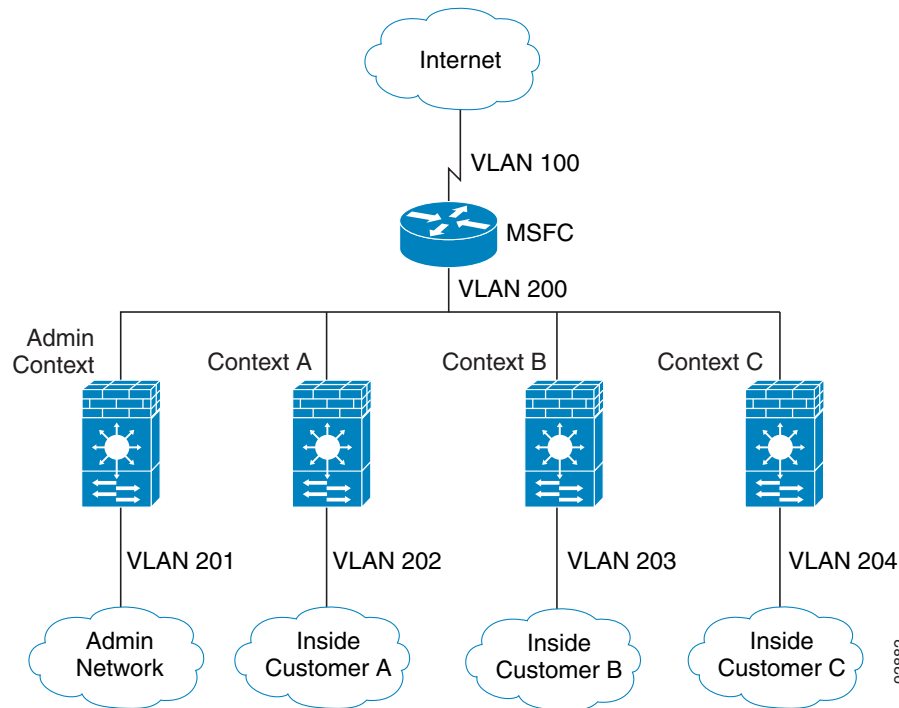 Internet
VLAN 100
MSFC
VLAN 200
Admin
Context
Context A
Context B
Context C
VLAN 201
VLAN 202
VLAN 203
VLAN 204
Admin
Network
Inside
Customer A
Inside
Customer B
Inside
Customer C